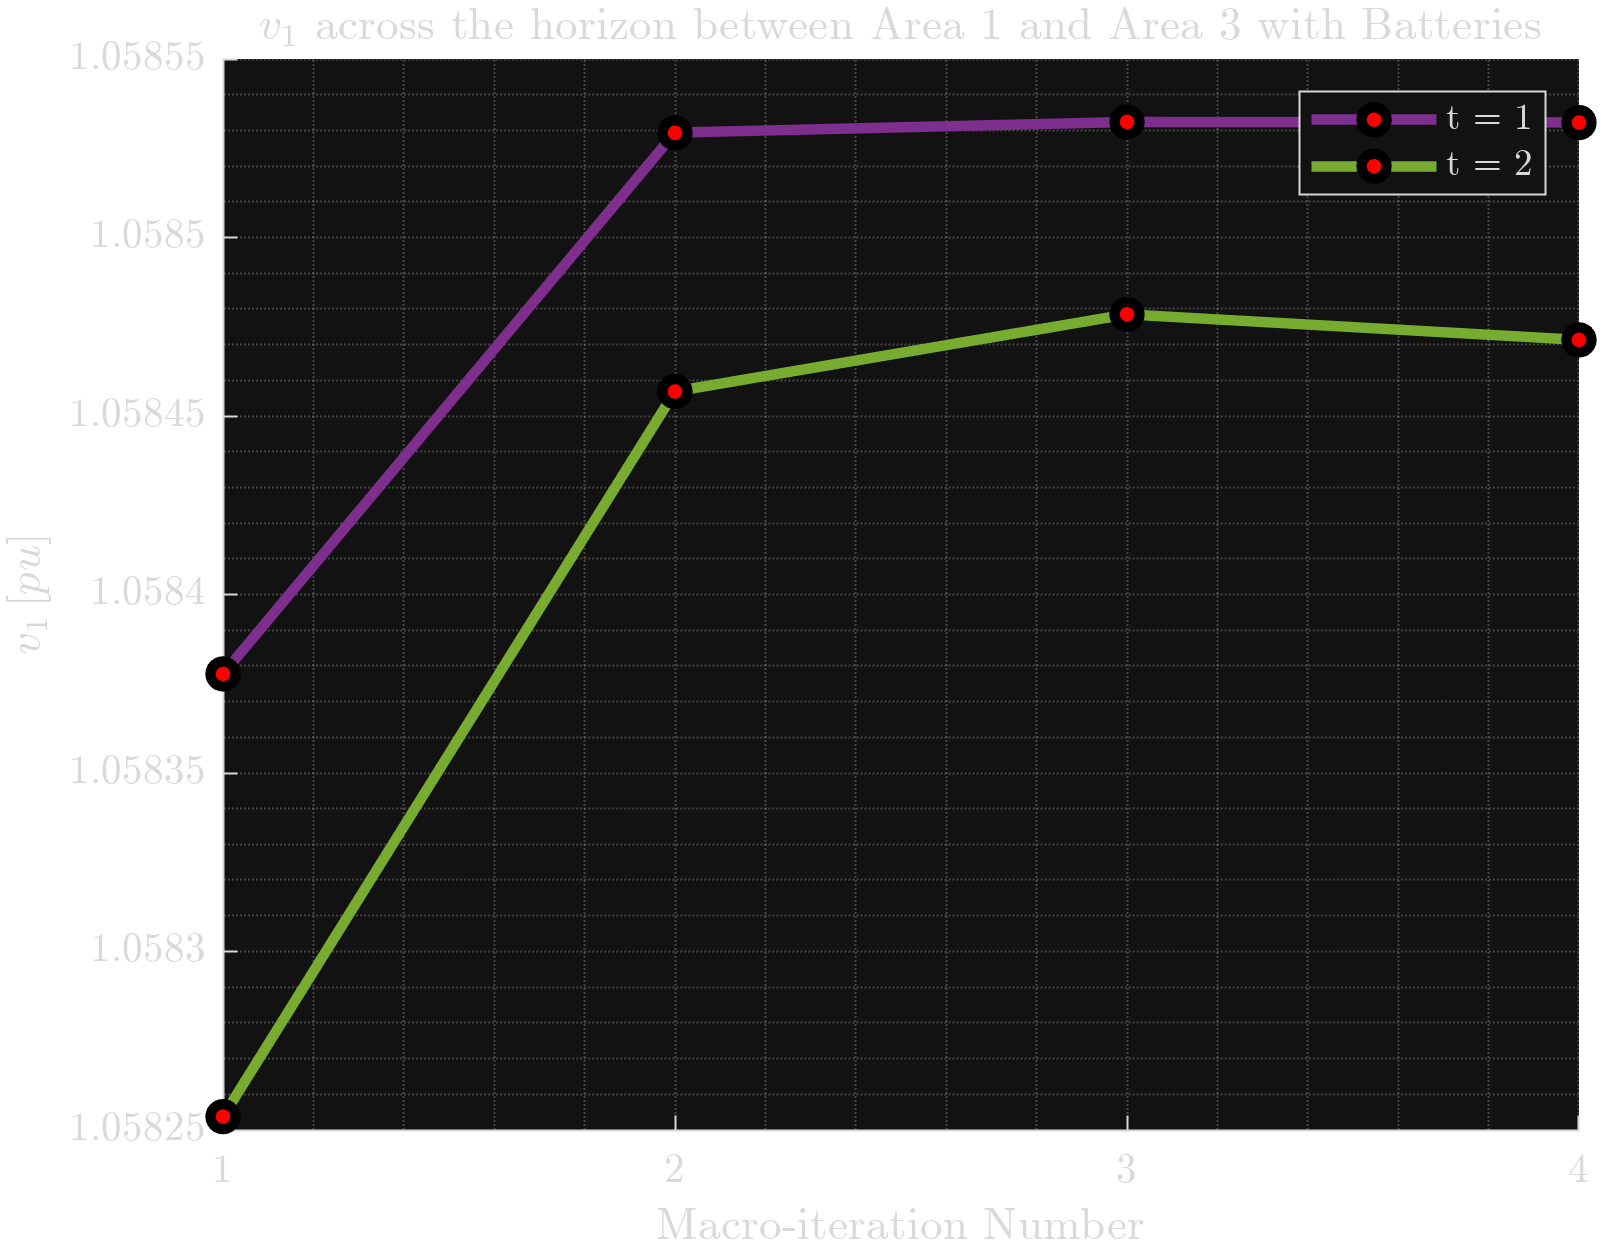 v₁ across the horizon between Area 1 and Area 3 with Batteries
1.05855
1.0585
1.05845
1.0584
1.05835
1.0583
1.05825
v₁ [pu]
t = 1
t = 2
1 2 3 4
Macro-iteration Number